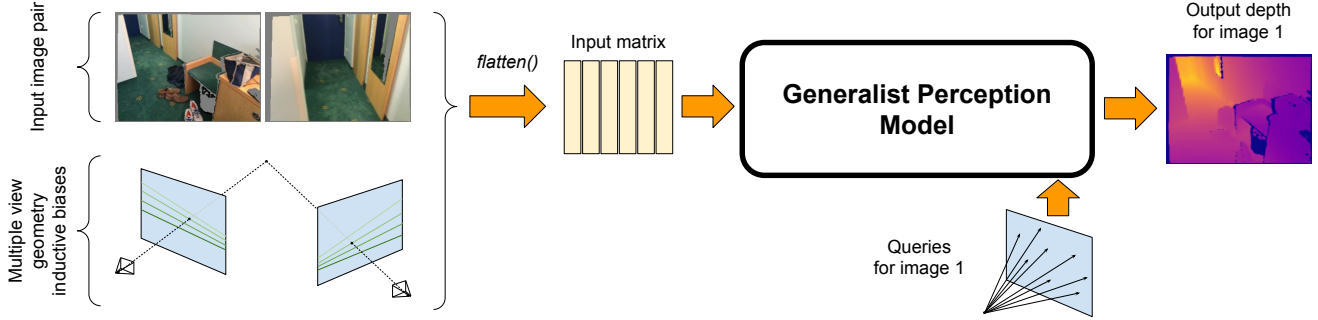 Input image pair
Multiple view
geometry
inductive biases
flatten()
Input matrix
Generalist Perception
Model
Queries
for image 1
Output depth
for image 1